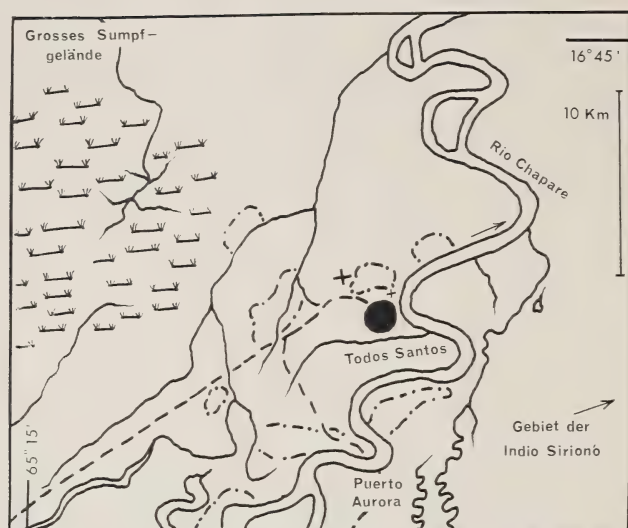 Grosses Sumpf-
gelände
16°45'
10 Km
Rio Chapare
Todos Santos
Gebiet der
Indio Sirionó
65°15'
Puerto
Aurora